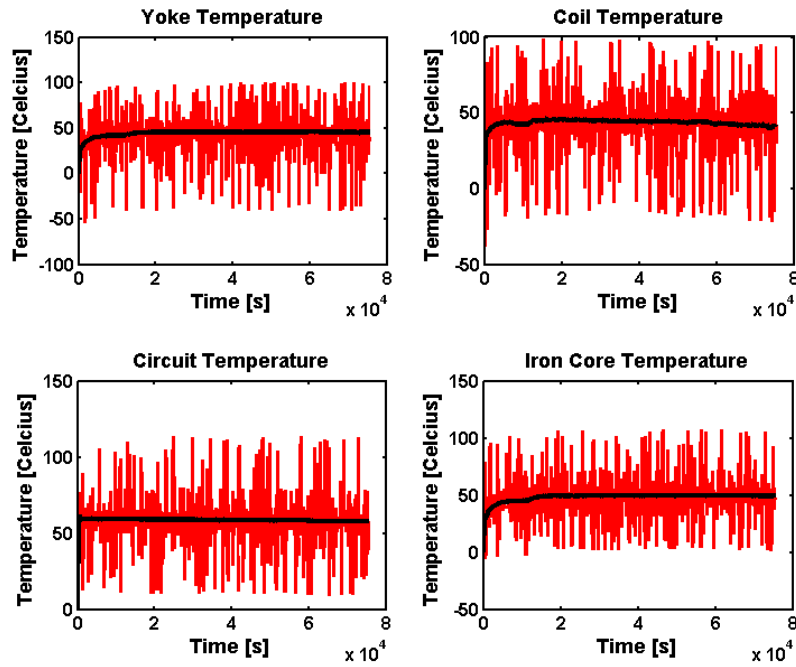 Yoke Temperature
Temperature [Celcius]
150
100
50
0
-50
-100
0 2 4 6 8
Time [s]
x 10^4
Coil Temperature
Temperature [Celcius]
100
50
0
-50
0 2 4 6 8
Time [s]
x 10^4
Circuit Temperature
Temperature [Celcius]
150
100
50
0
0 2 4 6 8
Time [s]
x 10^4
Iron Core Temperature
Temperature [Celcius]
150
100
50
0
-50
0 2 4 6 8
Time [s]
x 10^4